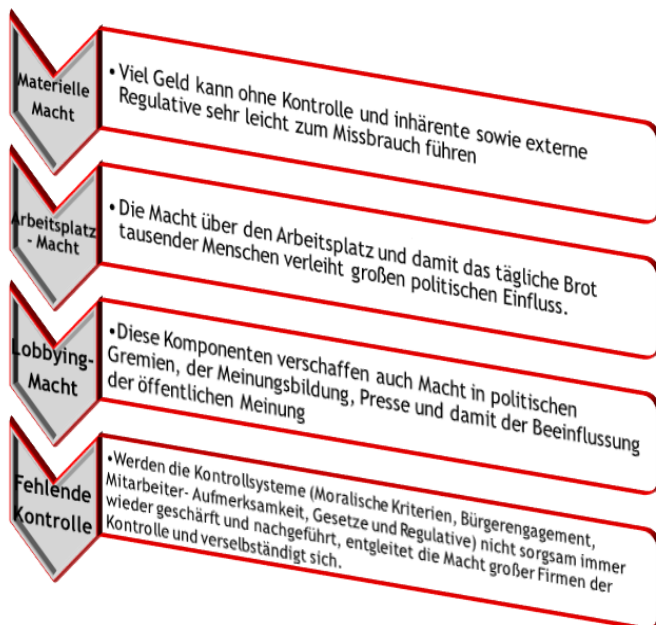 Materielle
Macht
• Viel Geld kann ohne Kontrolle und inhärente sowie externe
Regulative sehr leicht zum Missbrauch führen
Arbeitsplatz
- Macht
• Die Macht über den Arbeitsplatz und damit das tägliche Brot
tausender Menschen verleiht großen politischen Einfluss.
Lobbying-
Macht
•Diese Komponenten verschaffen auch Macht in politischen
Gremien, der Meinungsbildung, Presse und damit der Beeinflussung
der öffentlichen Meinung
Fehlende
Kontrolle
•Werden die Kontrollsysteme (Moralische Kriterien, Bürgerengagement,
Mitarbeiter- Aufmerksamkeit, Gesetze und Regulative) nicht sorgsam immer
wieder geschärft und nachgeführt, entgleitet die Macht großer Firmen der
Kontrolle und verselbständigt sich.